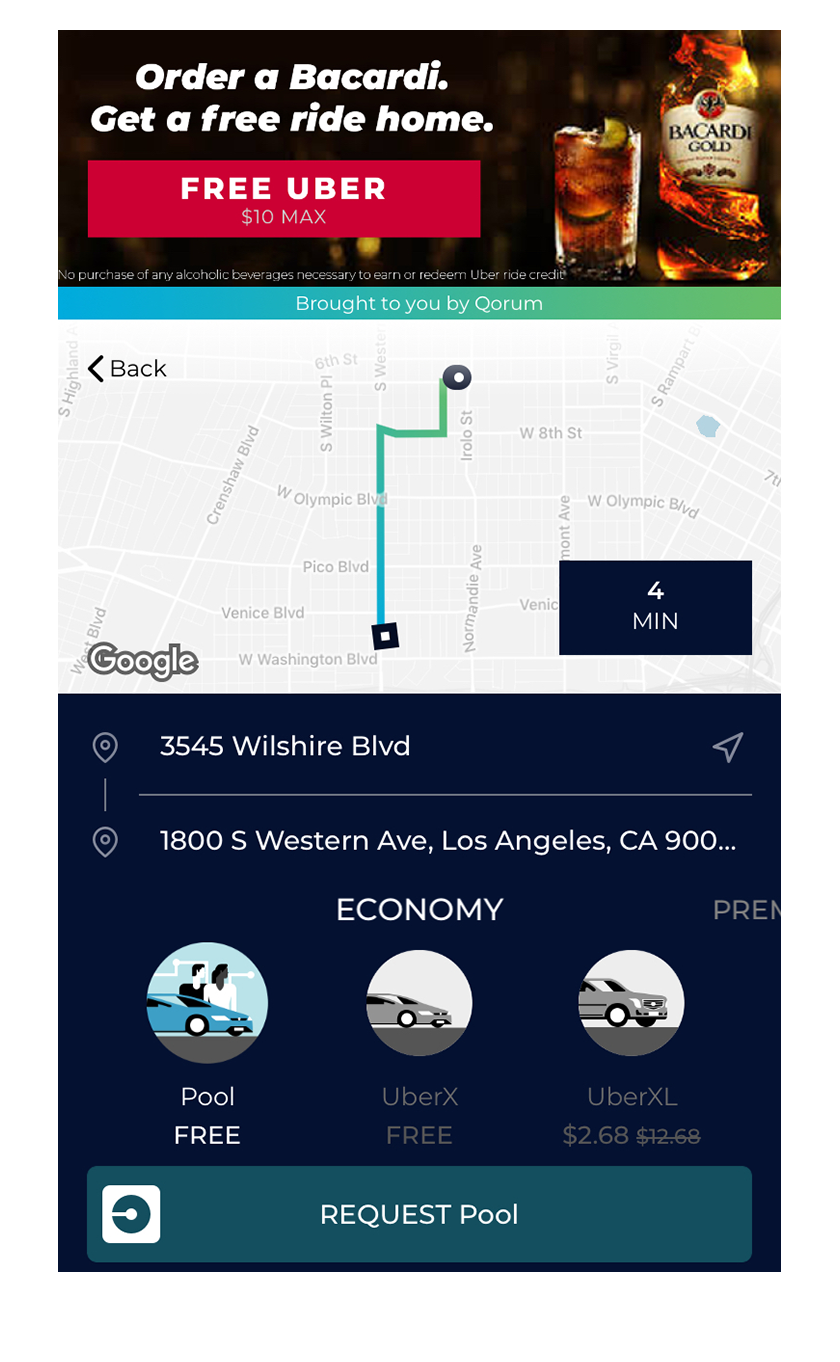 Order a Bacardi.
Get a free ride home.
FREE UBER
$10 MAX
BACARDI
GOLD
No purchase of any alcoholic beverages necessary to earn or redeem Uber ride credit
Brought to you by Qorum
Back
6th St
S Western
S Virgil A
S Rampart B
S Highland A
S Wilton Pl
Irolo St
W 8th St
Crenshaw Blvd
7th
W Olympic Blvd
W Olympic Blvd
mont Ave
Pico Blvd
Normandie Ave
4
MIN
Venice Blvd
Venic
West Blvd
Google
W Washington Blvd
3545 Wilshire Blvd
1800 S Western Ave, Los Angeles, CA 900...
ECONOMY
PREM
Pool
UberX
UberXL
FREE
FREE
$2.68 $12.68
REQUEST Pool